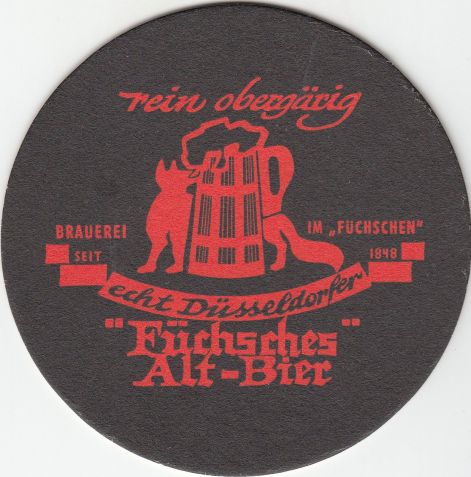 rein obergärig
BRAUEREI IM „FÜCHSCHEN"
SEIT 1848
echt Düsseldorfer
"Füchsches"
Alt-Bier